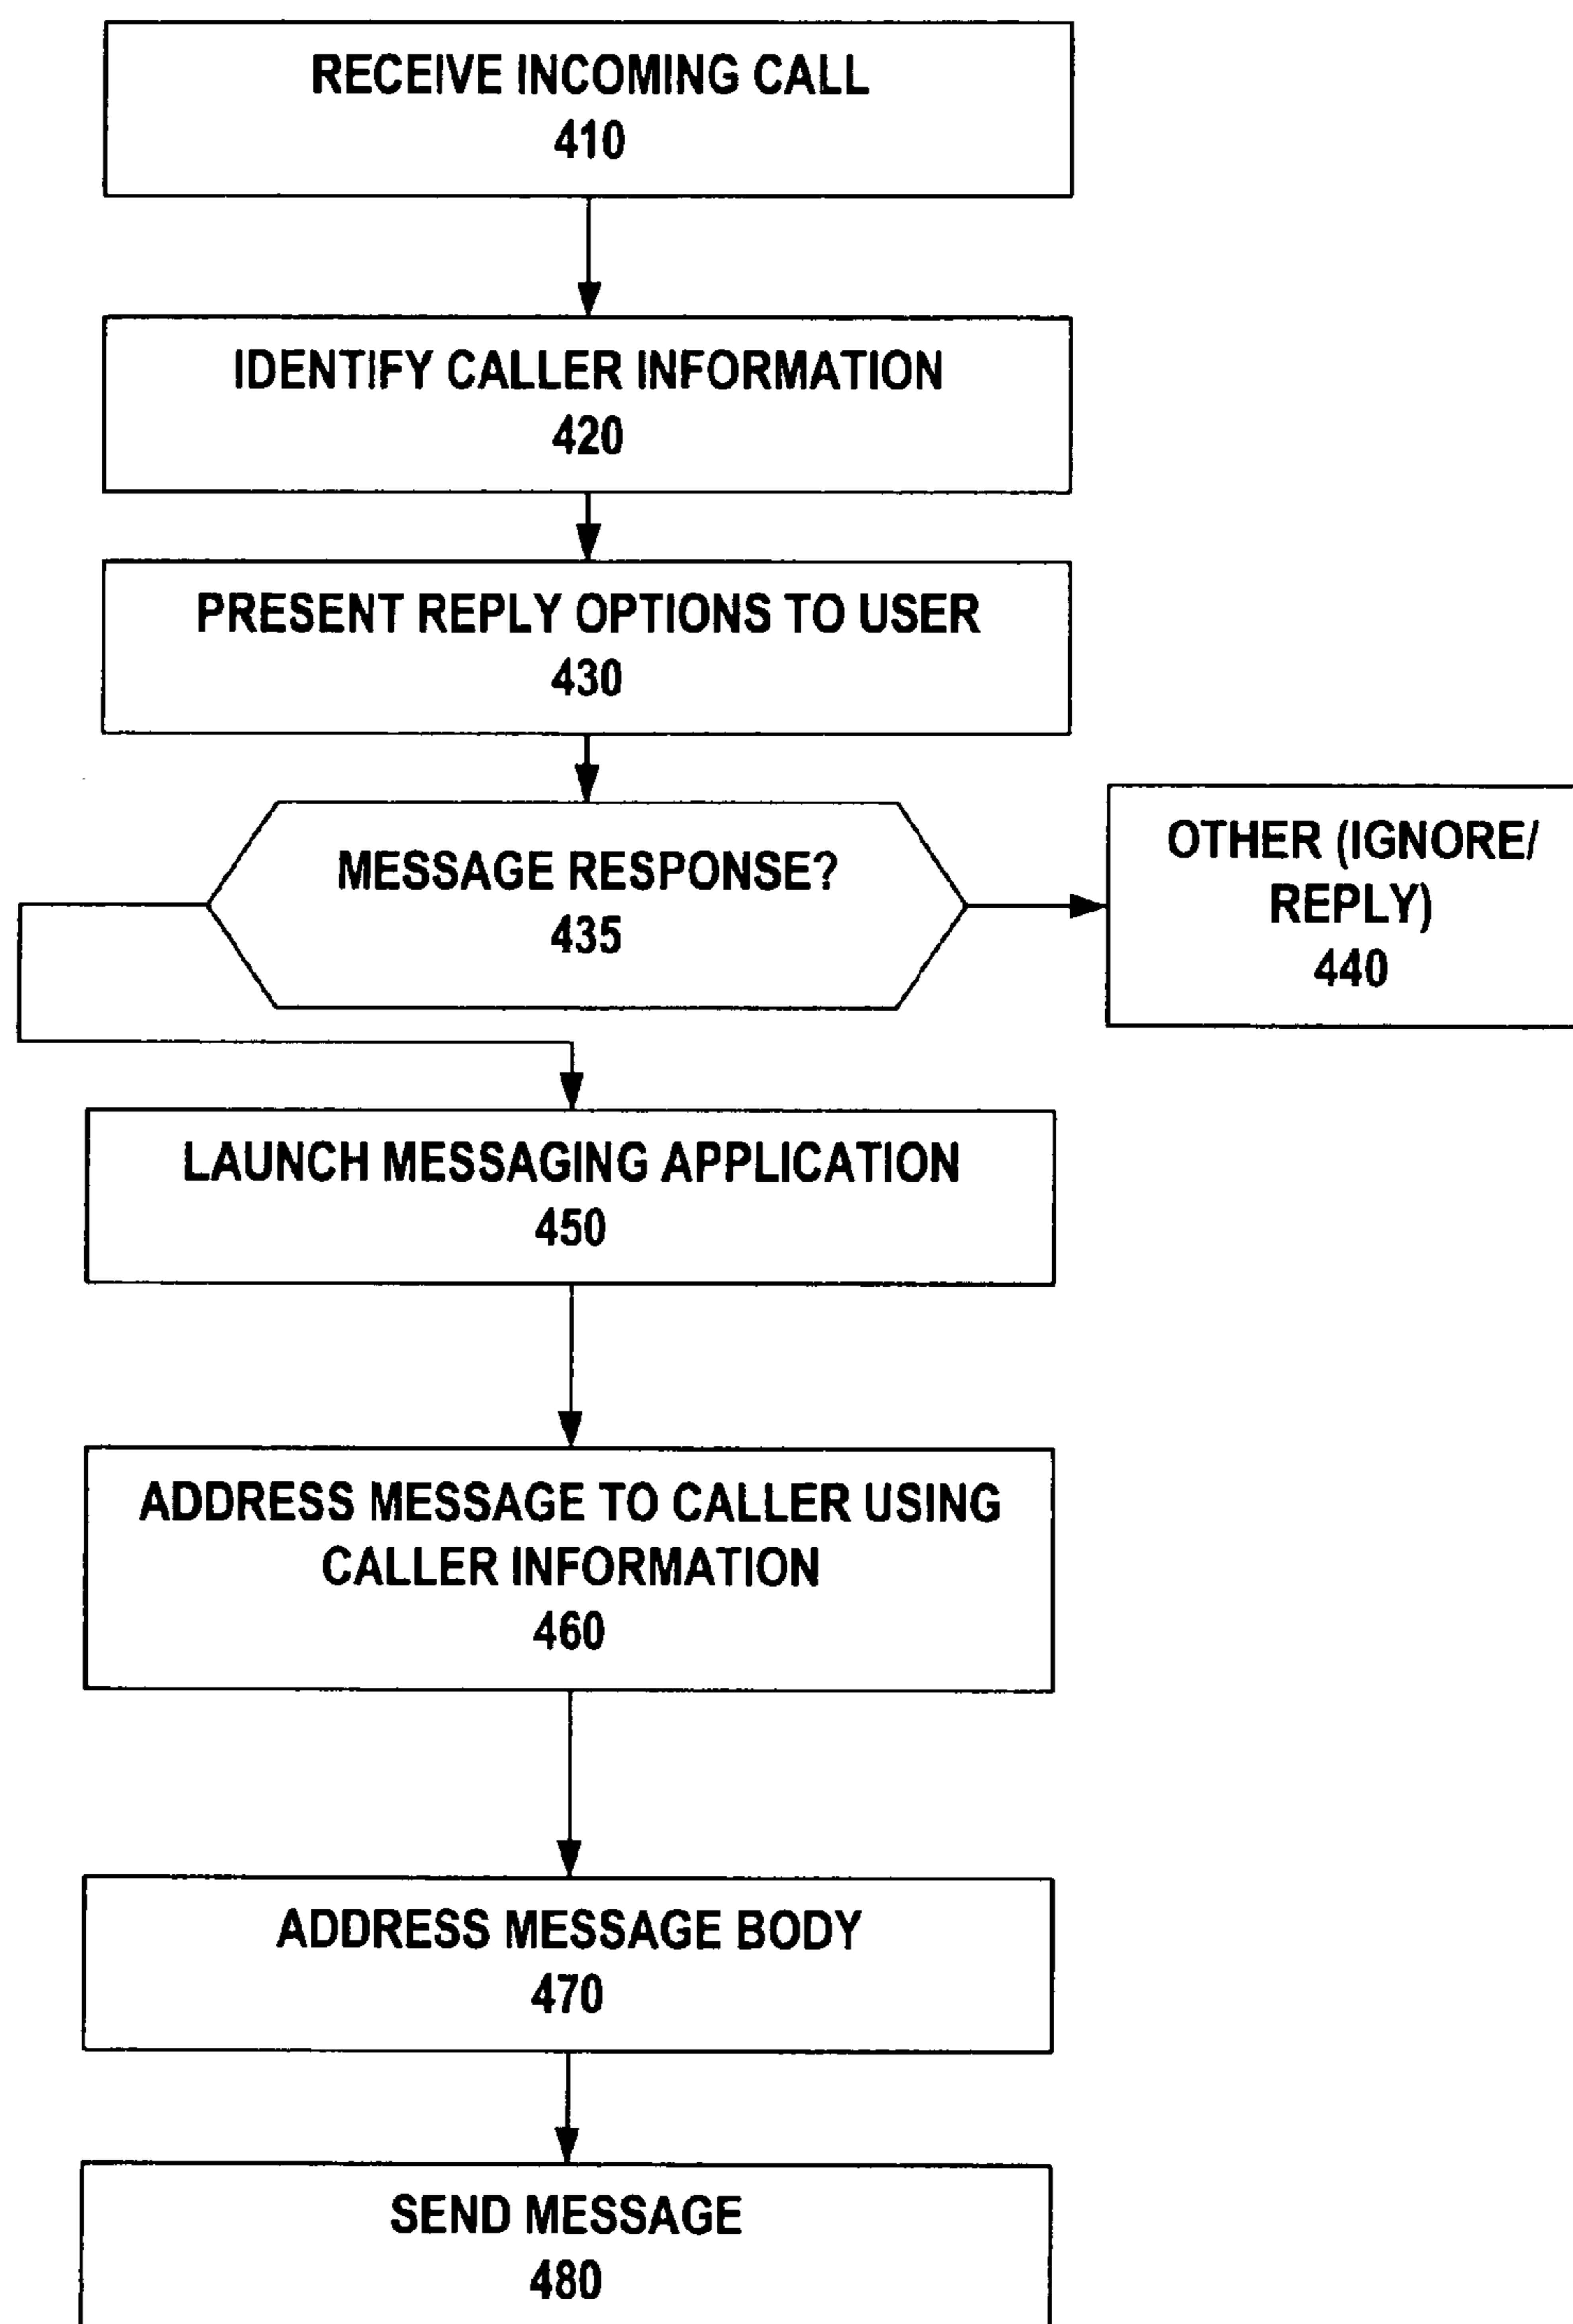 RECEIVE INCOMING CALL
410
IDENTIFY CALLER INFORMATION
420
PRESENT REPLY OPTIONS TO USER
430
MESSAGE RESPONSE?
435
OTHER (IGNORE/
REPLY)
440
LAUNCH MESSAGING APPLICATION
450
ADDRESS MESSAGE TO CALLER USING
CALLER INFORMATION
460
ADDRESS MESSAGE BODY
470
SEND MESSAGE
480